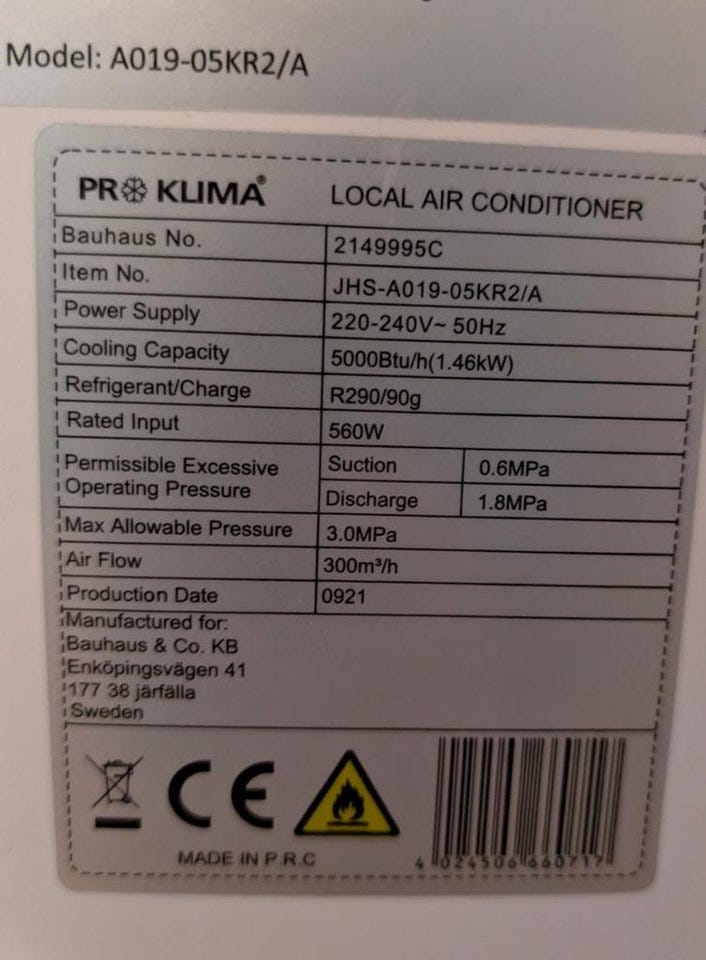 Model: A019-05KR2/A
PRO KLIMA® LOCAL AIR CONDITIONER
Bauhaus No. 2149995C
Item No. JHS-A019-05KR2/A
Power Supply 220-240V~ 50Hz
Cooling Capacity 5000Btu/h(1.46kW)
Refrigerant/Charge R290/90g
Rated Input 560W
Permissible Excessive Suction 0.6MPa
Operating Pressure Discharge 1.8MPa
Max Allowable Pressure 3.0MPa
Air Flow 300m³/h
Production Date 0921
Manufactured for:
Bauhaus & Co. KB
Enköpingsvägen 41
177 38 järfälla
Sweden
CE
MADE IN P.R.C
4 024506 660717